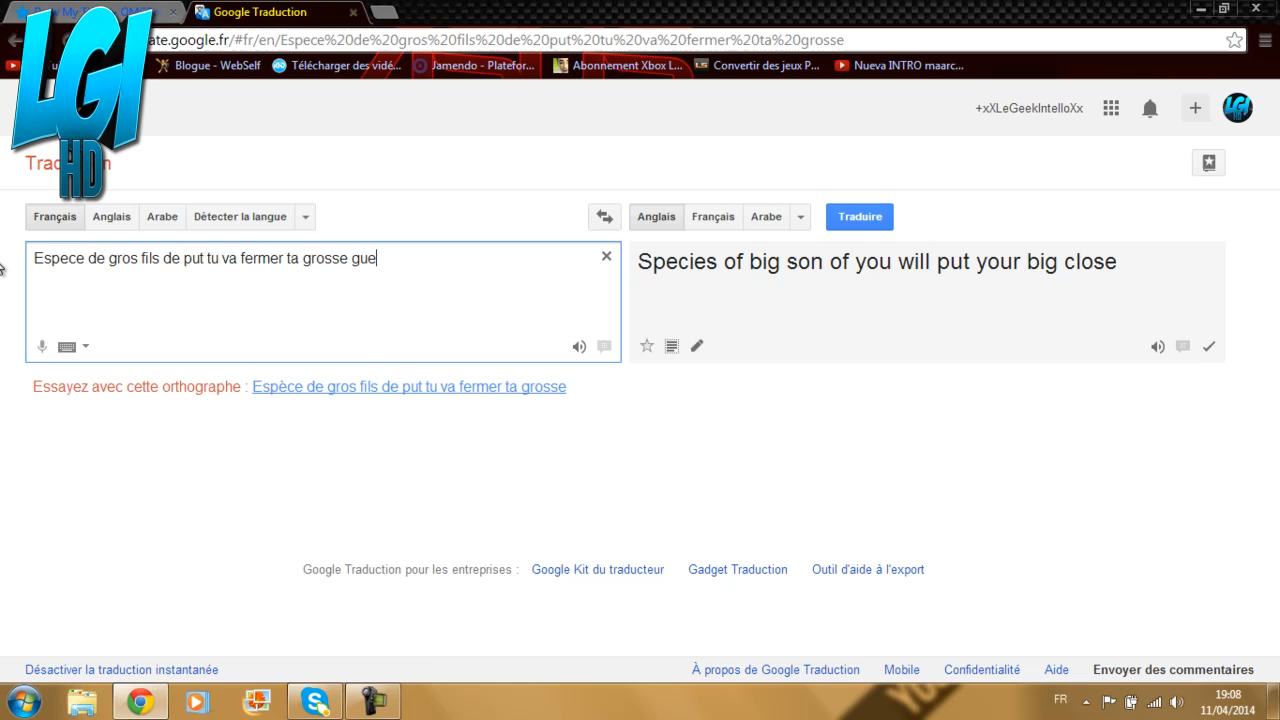 Google Traduction
LGI
HD
ate.google.fr/#fr/en/Espece%20de%20gros%20fils%20de%20put%20tu%20va%20fermer%20ta%20grosse
Blogue - WebSelf
Télécharger des vidé...
Jamendo - Platefor...
Abonnement Xbox L...
Convertir des jeux P...
Nueva INTRO maarc...
+xXLeGeekIntelloXx
LGI
Français Anglais Arabe Détecter la langue
Anglais Français Arabe Traduire
Espece de gros fils de put tu va fermer ta grosse gue
Species of big son of you will put your big close
Essayez avec cette orthographe : Espèce de gros fils de put tu va fermer ta grosse
Google Traduction pour les entreprises : Google Kit du traducteur Gadget Traduction Outil d'aide à l'export
Désactiver la traduction instantanée
À propos de Google Traduction Mobile Confidentialité Aide Envoyer des commentaires
FR
19:08
11/04/2014